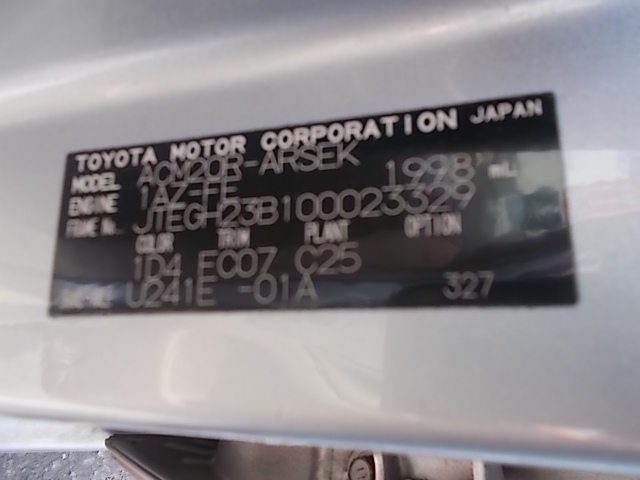 TOYOTA MOTOR CORPORATION JAPAN
MODEL ACM20R-ARSEK
ENGINE 1AZ-FE 1998 mL
FRAME No. JTEGH23B100023329
COLOR TRIM PLANT OPTION
1D4 FC07 C25
U241E -01A 327